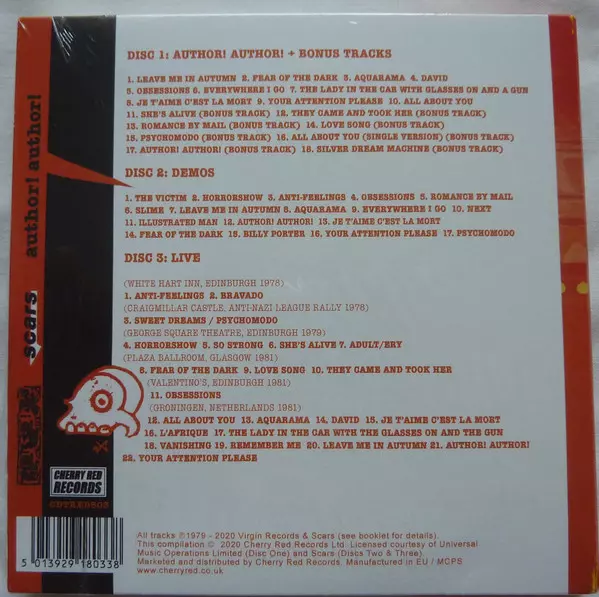 DISC 1: AUTHOR! AUTHOR! + BONUS TRACKS
1. LEAVE ME IN AUTUMN 2. FEAR OF THE DARK 3. AQUARAMA 4. DAVID
5. OBSESSIONS 6. EVERYWHERE I GO 7. THE LADY IN THE CAR WITH GLASSES ON AND A GUN
8. JE T'AIME C'EST LA MORT 9. YOUR ATTENTION PLEASE 10. ALL ABOUT YOU
11. SHE'S ALIVE (BONUS TRACK) 12. THEY CAME AND TOOK HER (BONUS TRACK)
13. ROMANCE BY MAIL (BONUS TRACK) 14. LOVE SONG (BONUS TRACK)
15. PSYCHOMODO (BONUS TRACK) 16. ALL ABOUT YOU (SINGLE VERSION) (BONUS TRACK)
17. AUTHOR! AUTHOR! (BONUS TRACK) 18. SILVER DREAM MACHINE (BONUS TRACK)
DISC 2: DEMOS
1. THE VICTIM 2. HORRORSHOW 3. ANTI-FEELINGS 4. OBSESSIONS 5. ROMANCE BY MAIL
6. SLIME 7. LEAVE ME IN AUTUMN 8. AQUARAMA 9. EVERYWHERE I GO 10. NEXT
11. ILLUSTRATED MAN 12. AUTHOR! AUTHOR! 13. JE T'AIME C'EST LA MORT
14. FEAR OF THE DARK 15. BILLY PORTER 16. YOUR ATTENTION PLEASE 17. PSYCHOMODO
DISC 3: LIVE
(WHITE HART INN, EDINBURGH 1978)
1. ANTI-FEELINGS 2. BRAVADO
(CRAIGMILLAR CASTLE, ANTI-NAZI LEAGUE RALLY 1978)
3. SWEET DREAMS / PSYCHOMODO
(GEORGE SQUARE THEATRE, EDINBURGH 1979)
4. HORRORSHOW 5. SO STRONG 6. SHE'S ALIVE 7. ADULT/ERY
(PLAZA BALLROOM, GLASGOW 1981)
8. FEAR OF THE DARK 9. LOVE SONG 10. THEY CAME AND TOOK HER
(VALENTINO'S, EDINBURGH 1981)
11. OBSESSIONS
(GRONINGEN, NETHERLANDS 1981)
12. ALL ABOUT YOU 13. AQUARAMA 14. DAVID 15. JE T'AIME C'EST LA MORT
16. L'AFRIQUE 17. THE LADY IN THE CAR WITH THE GLASSES ON AND THE GUN
18. VANISHING 19. REMEMBER ME 20. LEAVE ME IN AUTUMN 21. AUTHOR! AUTHOR!
22. YOUR ATTENTION PLEASE
scars author! author!
CHERRY RED
RECORDS
5 013929 180338
All tracks ℗1979 - 2020 Virgin Records & Scars (see booklet for details).
This compilation © 2020 Cherry Red Records Ltd. Licensed courtesy of Universal
Music Operations Limited (Disc One) and Scars (Discs Two & Three).
Marketed and distributed by Cherry Red Records. Manufactured in EU / MCPS
www.cherryred.co.uk